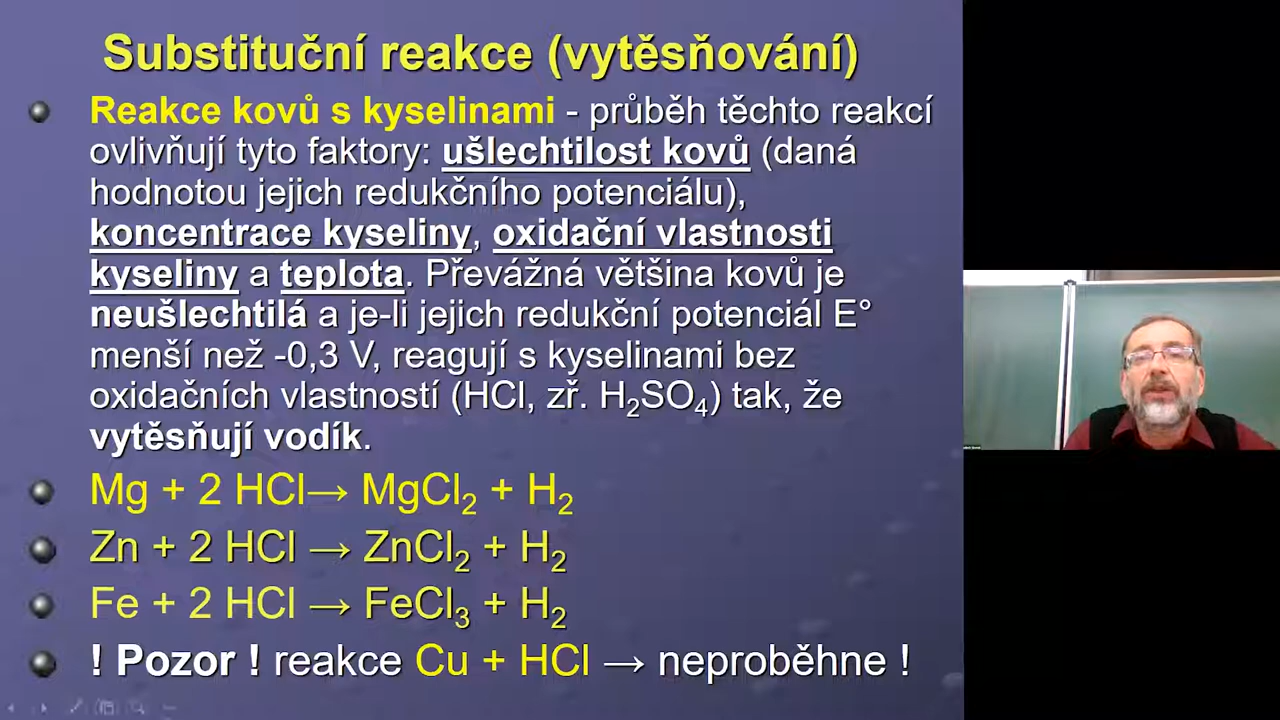 Substituční reakce (vytěsňování)
Reakce kovů s kyselinami - průběh těchto reakcí
ovlivňují tyto faktory: ušlechtilost kovů (daná
hodnotou jejich redukčního potenciálu),
koncentrace kyseliny, oxidační vlastnosti
kyseliny a teplota. Převážná většina kovů je
neušlechtilá a je-li jejich redukční potenciál E°
menší než -0,3 V, reagují s kyselinami bez
oxidačních vlastností (HCl, zř. H₂SO₄) tak, že
vytěsňují vodík.
Mg + 2 HCl→ MgCl₂ + H₂
Zn + 2 HCl → ZnCl₂ + H₂
Fe + 2 HCl → FeCl₃ + H₂
! Pozor ! reakce Cu + HCl → neproběhne !